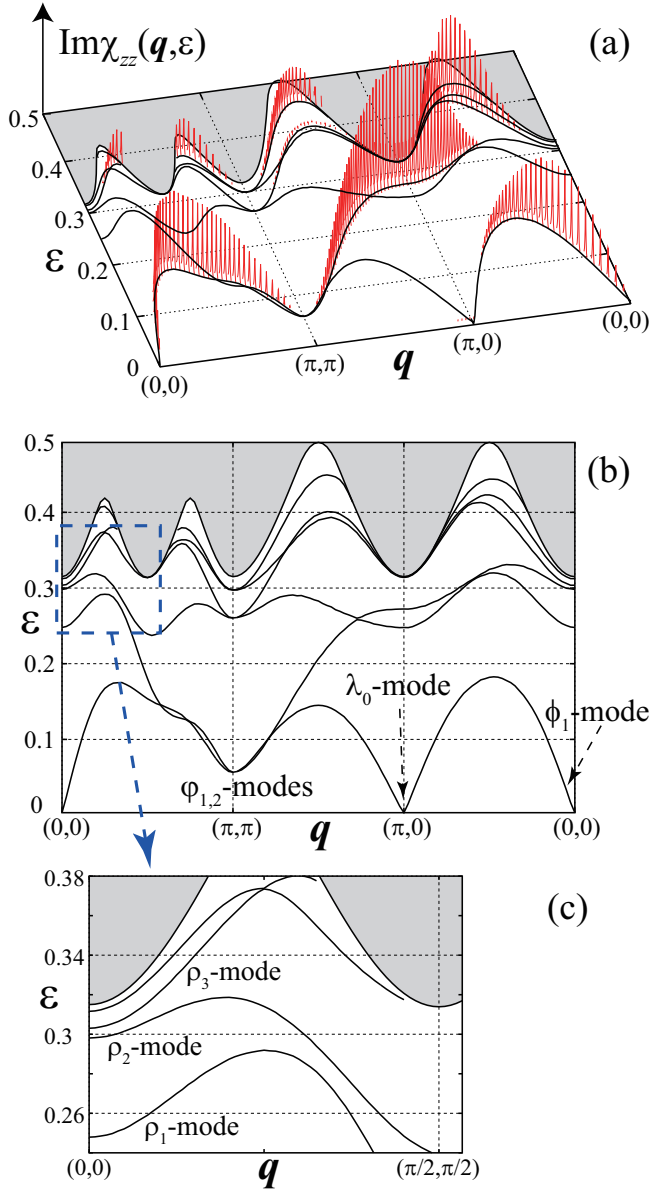 Imχzz(q,ε)
(a)
0.5
0.4
0.3
0.2
0.1
0
ε
(0,0)
(π,π)
q
(π,0)
(0,0)
(b)
0.5
0.4
0.3
ε
0.2
0.1
0
λ0-mode
ϕ1-mode
φ1,2-modes
(0,0)
(π,π)
q
(π,0)
(0,0)
(c)
0.38
0.34
ε
0.3
0.26
ρ3-mode
ρ2-mode
ρ1-mode
(0,0)
q
(π/2,π/2)